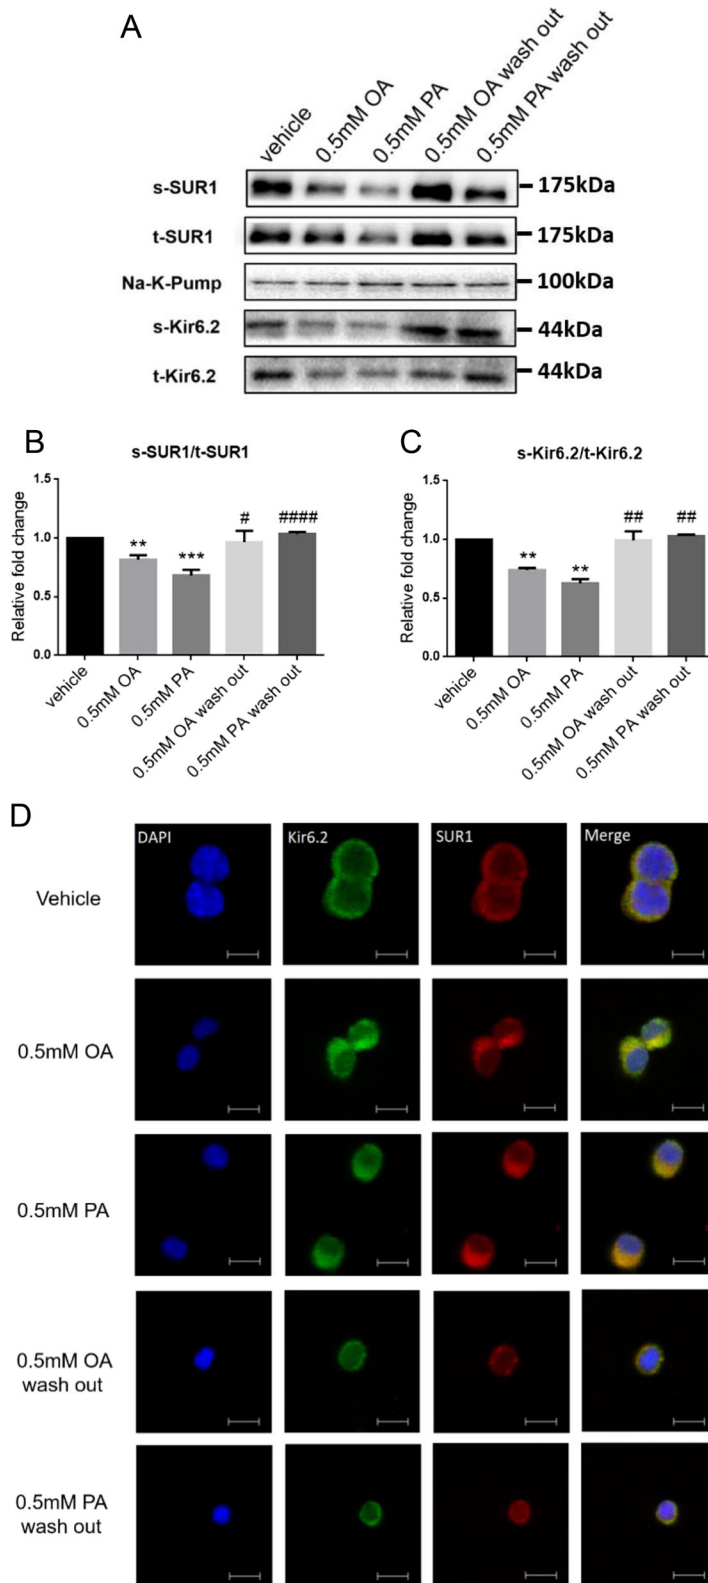 A
vehicle
0.5mM OA
0.5mM PA
0.5mM OA wash out
0.5mM PA wash out
s-SUR1
175kDa
t-SUR1
175kDa
Na-K-Pump
100kDa
s-Kir6.2
44kDa
t-Kir6.2
44kDa
B
s-SUR1/t-SUR1
Relative fold change
1.5
1.0
0.5
0.0
**
***
#
####
vehicle
0.5mM OA
0.5mM PA
0.5mM OA wash out
0.5mM PA wash out
C
s-Kir6.2/t-Kir6.2
Relative fold change
1.5
1.0
0.5
0.0
**
**
##
##
vehicle
0.5mM OA
0.5mM PA
0.5mM OA wash out
0.5mM PA wash out
D
DAPI
Kir6.2
SUR1
Merge
Vehicle
0.5mM OA
0.5mM PA
0.5mM OA
wash out
0.5mM PA
wash out